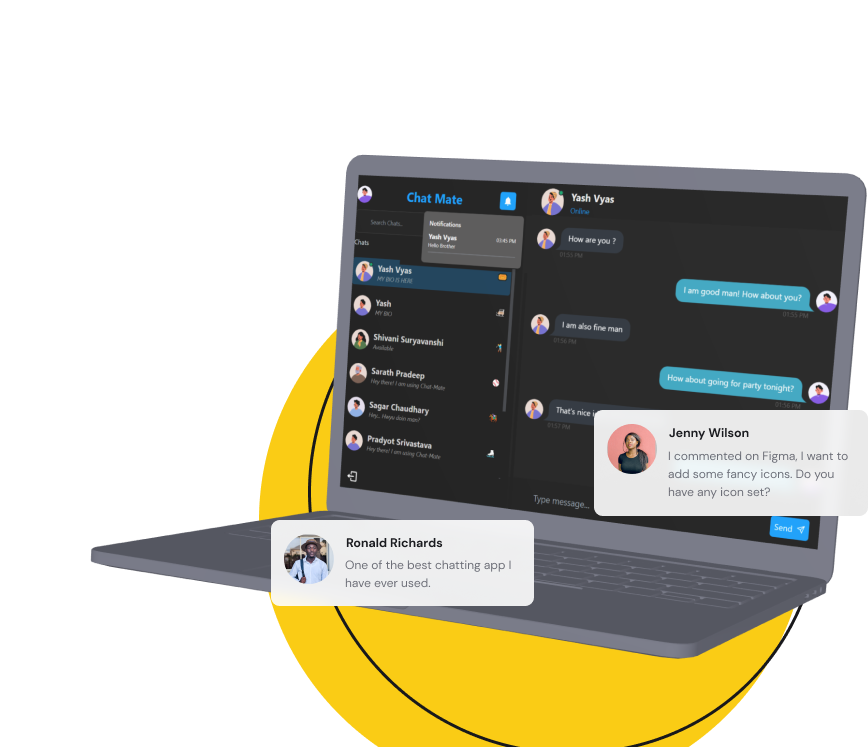 Chat Mate
Search Chats...
Notifications
Yash Vyas
03:45 PM
Hello Brother
Chats
Yash Vyas
MY BIO IS HERE
Yash
MY BIO
Shivani Suryavanshi
Available
Sarath Pradeep
Hey there! I am using Chat-Mate
Sagar Chaudhary
Hey...
Pradyot Srivastava
Hey there! I am using Chat-Mate
Yash Vyas
Online
How are you ?
01:55 PM
I am good man! How about you?
01:55 PM
I am also fine man
01:56 PM
How about going for party tonight?
01:56 PM
That's nice
01:57 PM
Type message...
Send
Jenny Wilson
I commented on Figma, I want to
add some fancy icons. Do you
have any icon set?
Ronald Richards
One of the best chatting app I
have ever used.